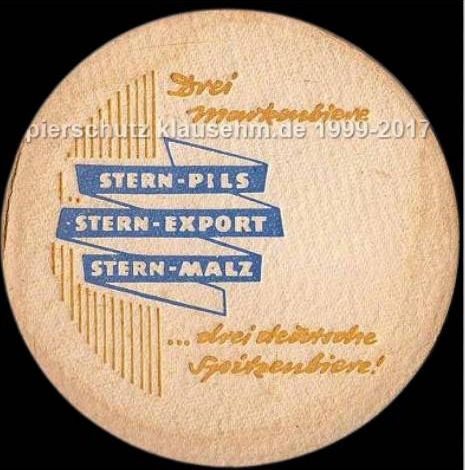 Drei
Markenbiere
pierschutz klausehm.de 1999-2017
STERN-PILS
STERN-EXPORT
STERN-MALZ
... drei deutsche
Spitzenbiere!